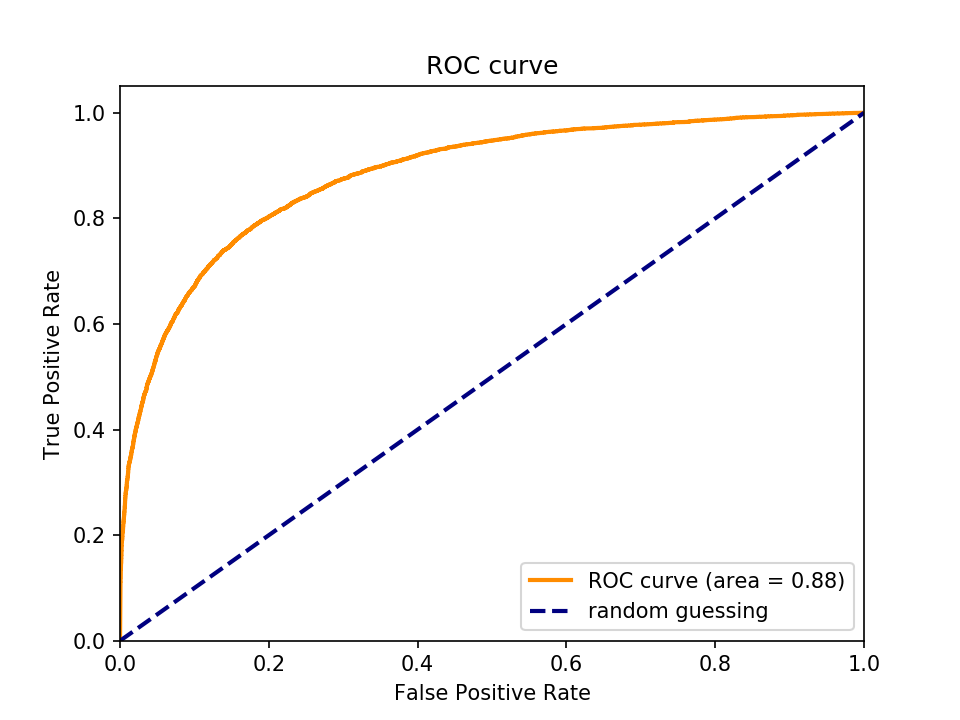 ROC curve
True Positive Rate
1.0
0.8
0.6
0.4
0.2
0.0
ROC curve (area = 0.88)
random guessing
0.0 0.2 0.4 0.6 0.8 1.0
False Positive Rate